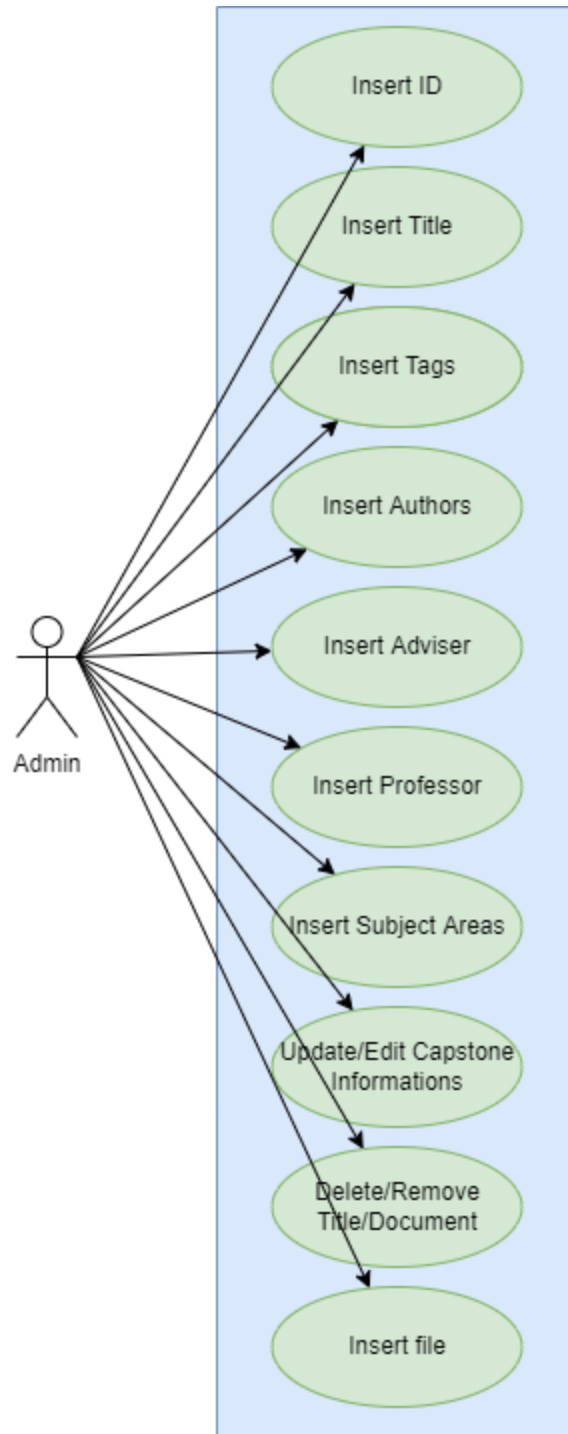 Insert ID
Insert Title
Insert Tags
Insert Authors
Insert Adviser
Admin
Insert Professor
Insert Subject Areas
Update/Edit Capstone
Informations
Delete/Remove
Title/Document
Insert file